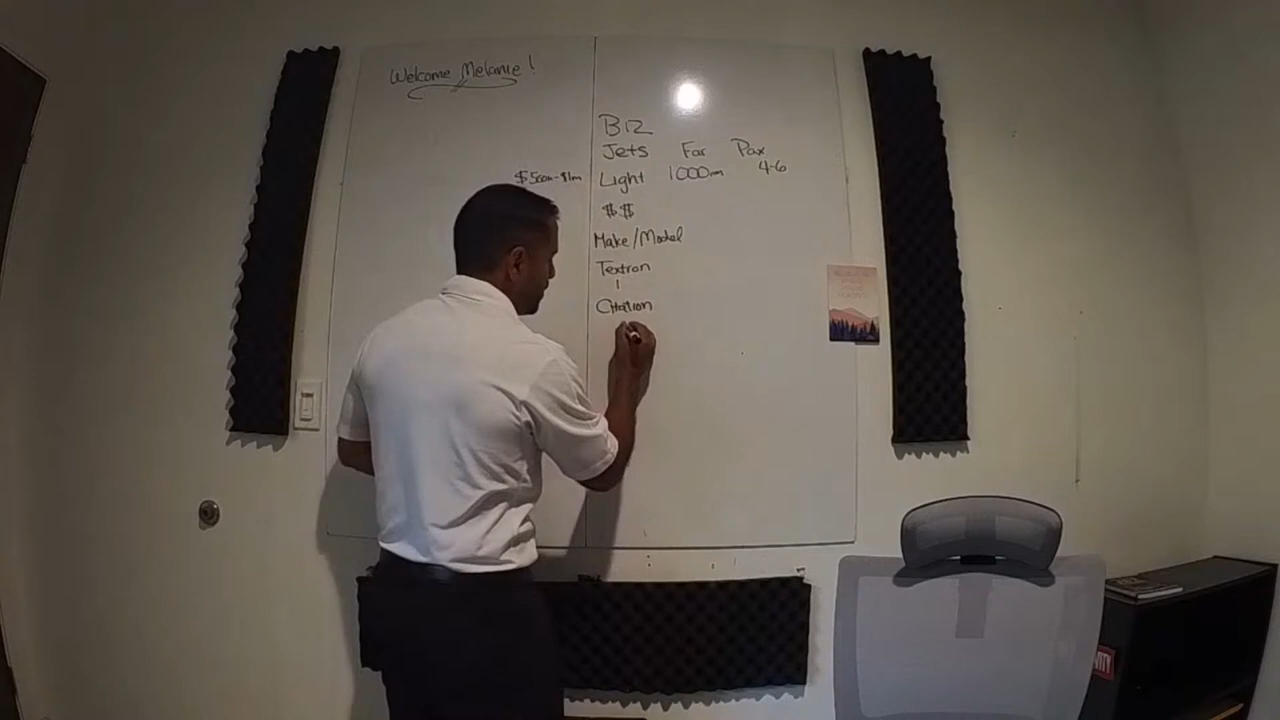 Welcome Melanie!
Biz
Jets Far Pax
$500k-$1m Light 1000nm 4-6
$$
Make/Model
Textron
Citation